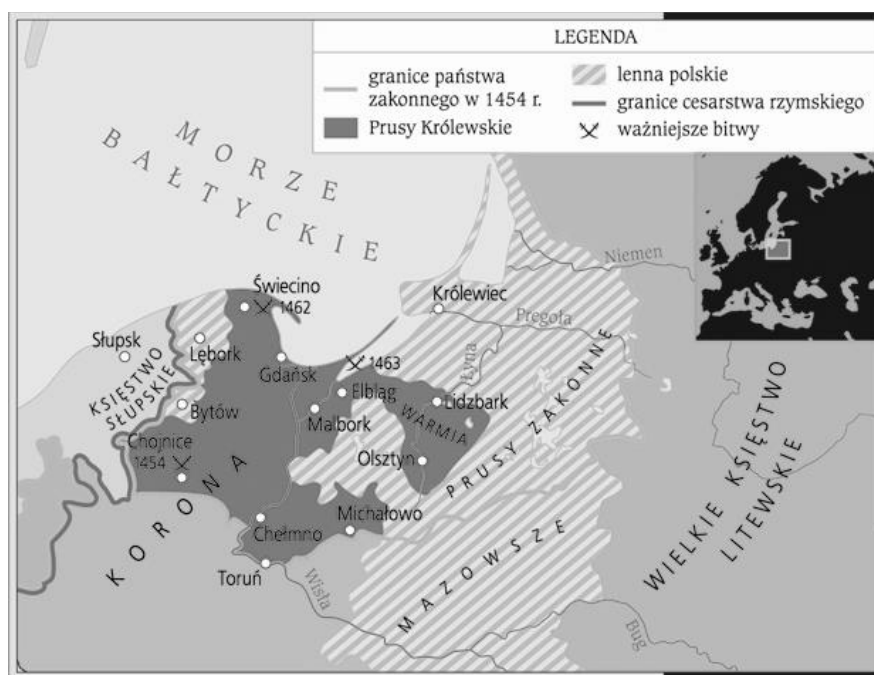 LEGENDA
granice państwa
zakonnego w 1454 r.
Prusy Królewskie
lenna polskie
granice cesarstwa rzymskiego
ważniejsze bitwy
MORZE
BAŁTYCKIE
Niemen
Świecino
1462
Królewiec
Pregoła
Słupsk
Lębork
Gdańsk
1463
Łyna
KSIĘSTWO
SŁUPSKIE
Elbląg
Bytów
Malbork
Lidzbark
WARMIA
Chojnice
1454
Olsztyn
PRUSY ZAKONNE
KORONA
Chełmno
Michałowo
Toruń
Wisła
MAZOWSZE
WIELKIE KSIĘSTWO
LITEWSKIE
Bug